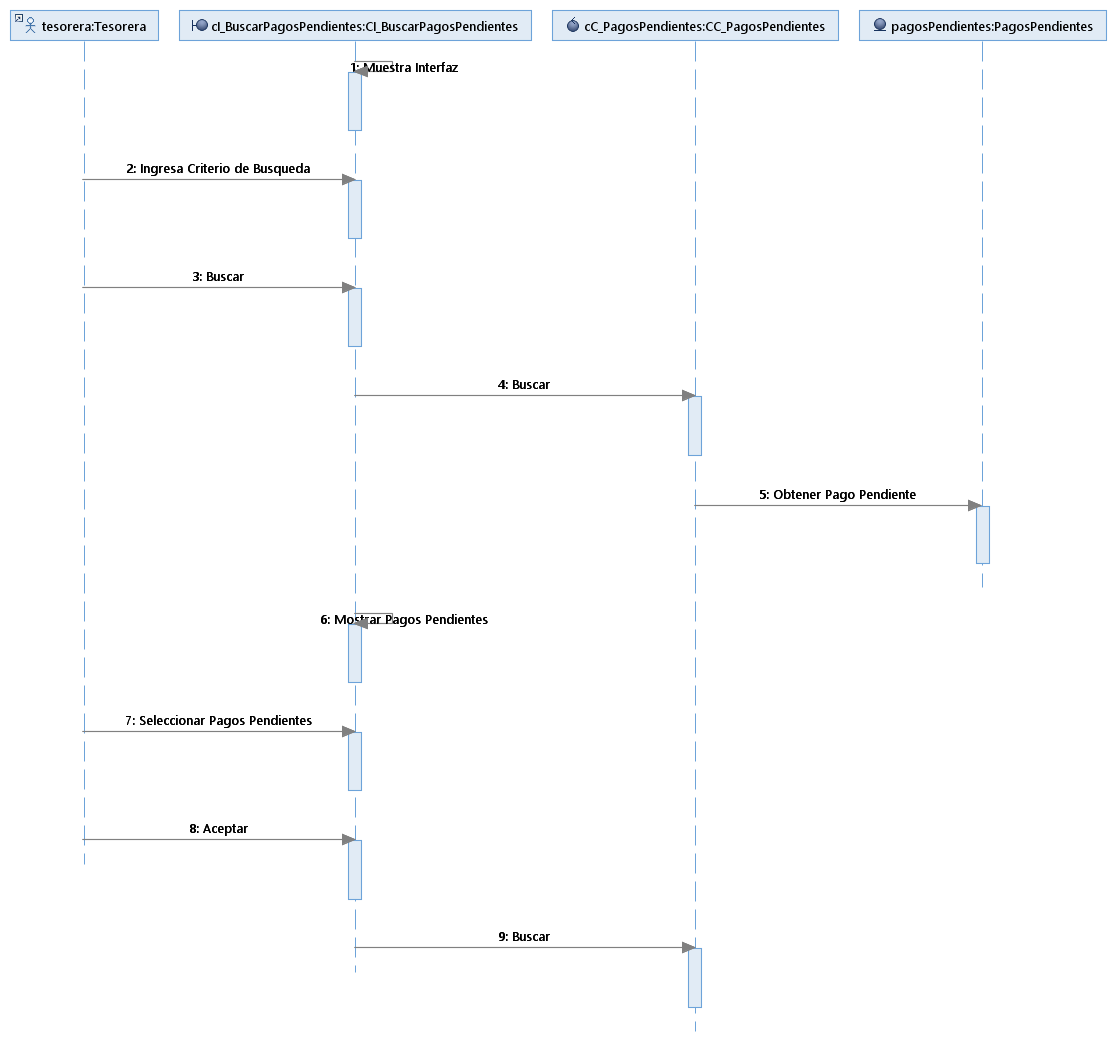 tesorera:Tesorera
cI_BuscarPagosPendientes:CI_BuscarPagosPendientes
cC_PagosPendientes:CC_PagosPendientes
pagosPendientes:PagosPendientes
1: Muestra Interfaz
2: Ingresa Criterio de Busqueda
3: Buscar
4: Buscar
5: Obtener Pago Pendiente
6: Mostrar Pagos Pendientes
7: Seleccionar Pagos Pendientes
8: Aceptar
9: Buscar